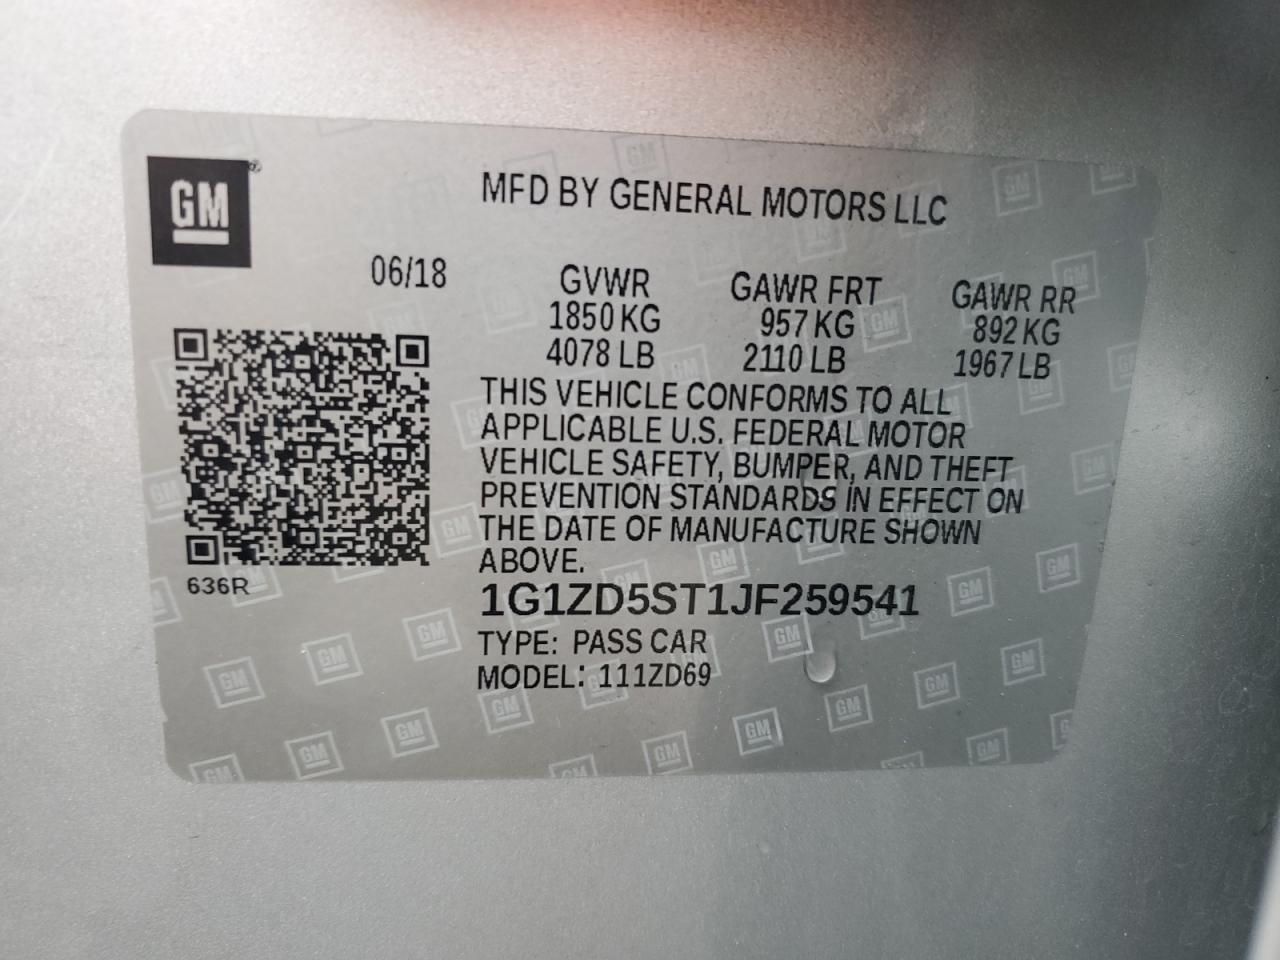 GM
MFD BY GENERAL MOTORS LLC
06/18 GVWR GAWR FRT GAWR RR
1850 KG 957 KG 892 KG
4078 LB 2110 LB 1967 LB
THIS VEHICLE CONFORMS TO ALL
APPLICABLE U.S. FEDERAL MOTOR
VEHICLE SAFETY, BUMPER, AND THEFT
PREVENTION STANDARDS IN EFFECT ON
THE DATE OF MANUFACTURE SHOWN
ABOVE.
636R
1G1ZD5ST1JF259541
TYPE: PASS CAR
MODEL: 111ZD69